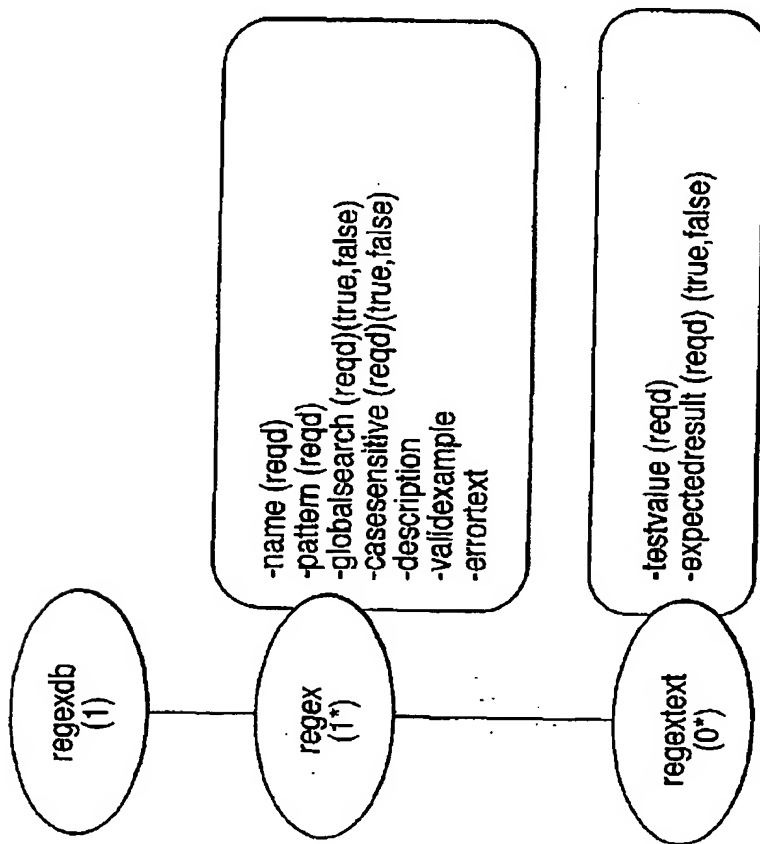 regexdb
(1)
regex
(1*)
-name (reqd)
-pattern (reqd)
-globalsearch (reqd)(true,false)
-casesensitive (reqd)(true,false)
-description
-validexample
-errortext
regextext
(0*)
-testvalue (reqd)
-expectedresult (reqd) (true,false)